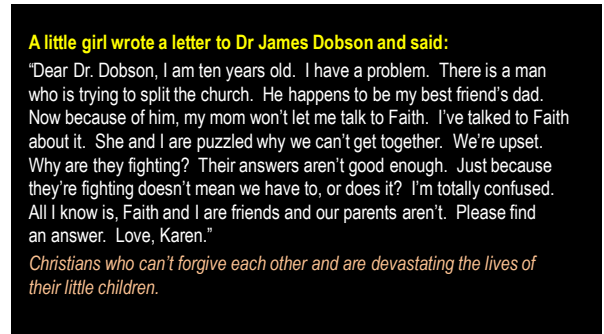 A little girl wrote a letter to Dr James Dobson and said:
“Dear Dr. Dobson, I am ten years old.  I have a problem.  There is a man
who is trying to split the church.  He happens to be my best friend’s dad.
Now because of him, my mom won’t let me talk to Faith.  I’ve talked to Faith
about it.  She and I are puzzled why we can’t get together.  We’re upset.
Why are they fighting?  Their answers aren’t good enough.  Just because
they’re fighting doesn’t mean we have to, or does it?  I’m totally confused.
All I know is, Faith and I are friends and our parents aren’t.  Please find
an answer.  Love, Karen.”
Christians who can’t forgive each other and are devastating the lives of
their little children.